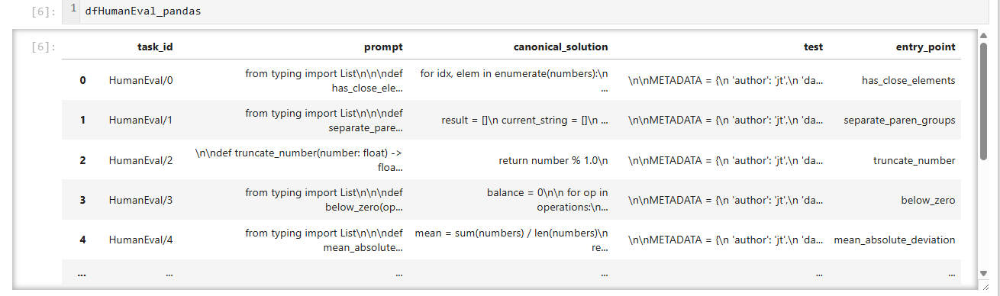 [6]: 1 dfHumanEval_pandas
[6]: task_id prompt canonical_solution test entry_point
0 HumanEval/0 from typing import List\n\n\ndef has_close_ele... for idx, elem in enumerate(numbers):\n ... \n\nMETADATA = {\n 'author': 'jt',\n 'da... has_close_elements
1 HumanEval/1 from typing import List\n\n\ndef separate_pare... result = []\n current_string = []\n ... \n\nMETADATA = {\n 'author': 'jt',\n 'da... separate_paren_groups
2 HumanEval/2 \n\ndef truncate_number(number: float) -> floa... return number % 1.0\n \n\nMETADATA = {\n 'author': 'jt',\n 'da... truncate_number
3 HumanEval/3 from typing import List\n\n\ndef below_zero(op... balance = 0\n\n for op in operations:\n... \n\nMETADATA = {\n 'author': 'jt',\n 'da... below_zero
4 HumanEval/4 from typing import List\n\n\ndef mean_absolute... mean = sum(numbers) / len(numbers)\n re... \n\nMETADATA = {\n 'author': 'jt',\n 'da... mean_absolute_deviation
... ... ... ... ... ...